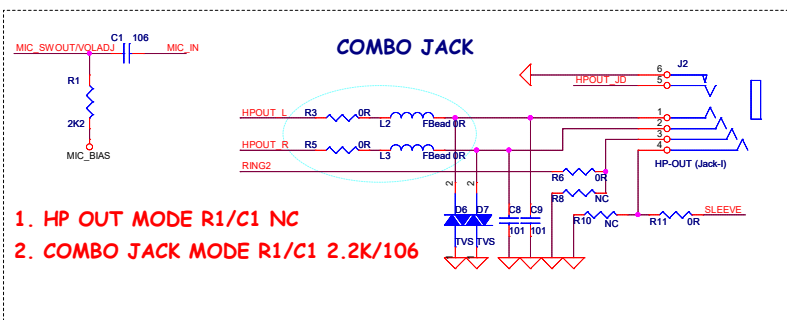 COMBO JACK
C1 106
MIC_SWOUT/VOLADJ MIC_IN
R1
2K2
MIC_BIAS
J2
6
HPOUT_JD 5
HPOUT_L R3 0R 1
L2 FBead 0R 2
HPOUT_R R5 0R 3
L3 FBead 0R 4
RING2
HP-OUT (Jack-I)
R6 0R
R8 NC
2 2
D6 D7 C8 C9
101 101
TVS TVS
1 1
R10 NC
R11 0R
SLEEVE
1. HP OUT MODE R1/C1 NC
2. COMBO JACK MODE R1/C1 2.2K/106